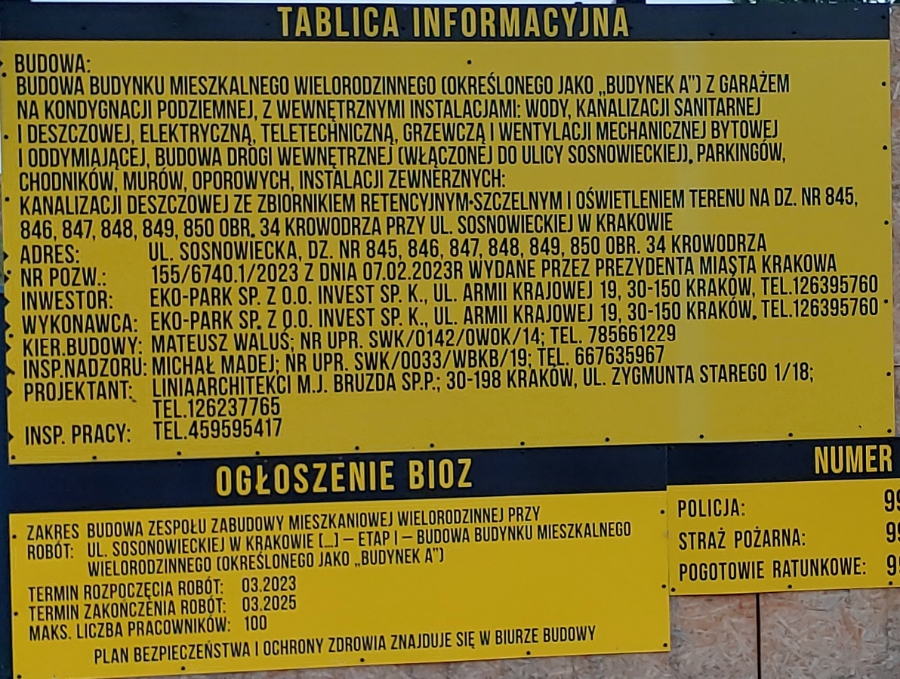 TABLICA INFORMACYJNA
BUDOWA:
BUDOWA BUDYNKU MIESZKALNEGO WIELORODZINNEGO (OKREŚLONEGO JAKO „BUDYNEK A”) Z GARAŻEM
NA KONDYGNACJI PODZIEMNEJ, Z WEWNĘTRZNYMI INSTALACJAMI: WODY, KANALIZACJI SANITARNEJ
I DESZCZOWEJ, ELEKTRYCZNĄ, TELETECHNICZNĄ, GRZEWCZĄ I WENTYLACJI MECHANICZNEJ BYTOWEJ
I ODDYMIAJĄCEJ, BUDOWA DROGI WEWNĘTRZNEJ (WŁĄCZONEJ DO ULICY SOSNOWIECKIEJ), PARKINGÓW,
CHODNIKÓW, MURÓW, OPOROWYCH, INSTALACJI ZEWNERZNYCH:
KANALIZACJI DESZCZOWEJ ZE ZBIORNIKIEM RETENCYJNYM-SZCZELNYM I OŚWIETLENIEM TERENU NA DZ. NR 845,
846, 847, 848, 849, 850 OBR. 34 KROWODRZA PRZY UL. SOSNOWIECKIEJ W KRAKOWIE
ADRES: UL. SOSNOWIECKA, DZ. NR 845, 846, 847, 848, 849, 850 OBR. 34 KROWODRZA
NR POZW.: 155/6740.1/2023 Z DNIA 07.02.2023R WYDANE PRZEZ PREZYDENTA MIASTA KRAKOWA
INWESTOR: EKO-PARK SP. Z O.O. INVEST SP. K., UL. ARMII KRAJOWEJ 19, 30-150 KRAKÓW, TEL.126395760
WYKONAWCA: EKO-PARK SP. Z O.O. INVEST SP. K., UL. ARMII KRAJOWEJ 19, 30-150 KRAKÓW, TEL.126395760
KIER.BUDOWY: MATEUSZ WALUŚ; NR UPR. SWK/0142/OWOK/14; TEL. 785661229
INSP.NADZORU: MICHAŁ MADEJ; NR UPR. SWK/0033/WBKB/19; TEL. 667635967
PROJEKTANT: LINIAARCHITEKCI M.J. BRUZDA SP.P.; 30-198 KRAKÓW, UL. ZYGMUNTA STAREGO 1/18;
TEL.126237765
INSP. PRACY: TEL.459595417
OGŁOSZENIE BIOZ
ZAKRES BUDOWA ZESPOŁU ZABUDOWY MIESZKANIOWEJ WIELORODZINNEJ PRZY
ROBÓT: UL. SOSONOWIECKIEJ W KRAKOWIE [...] – ETAP I – BUDOWA BUDYNKU MIESZKALNEGO
WIELORODZINNEGO (OKREŚLONEGO JAKO „BUDYNEK A”)
TERMIN ROZPOCZĘCIA ROBÓT: 03.2023
TERMIN ZAKOŃCZENIA ROBÓT: 03.2025
MAKS. LICZBA PRACOWNIKÓW: 100
PLAN BEZPIECZEŃSTWA I OCHRONY ZDROWIA ZNAJDUJE SIĘ W BIURZE BUDOWY
NUMER
POLICJA: 99
STRAŻ POŻARNA: 99
POGOTOWIE RATUNKOWE: 99